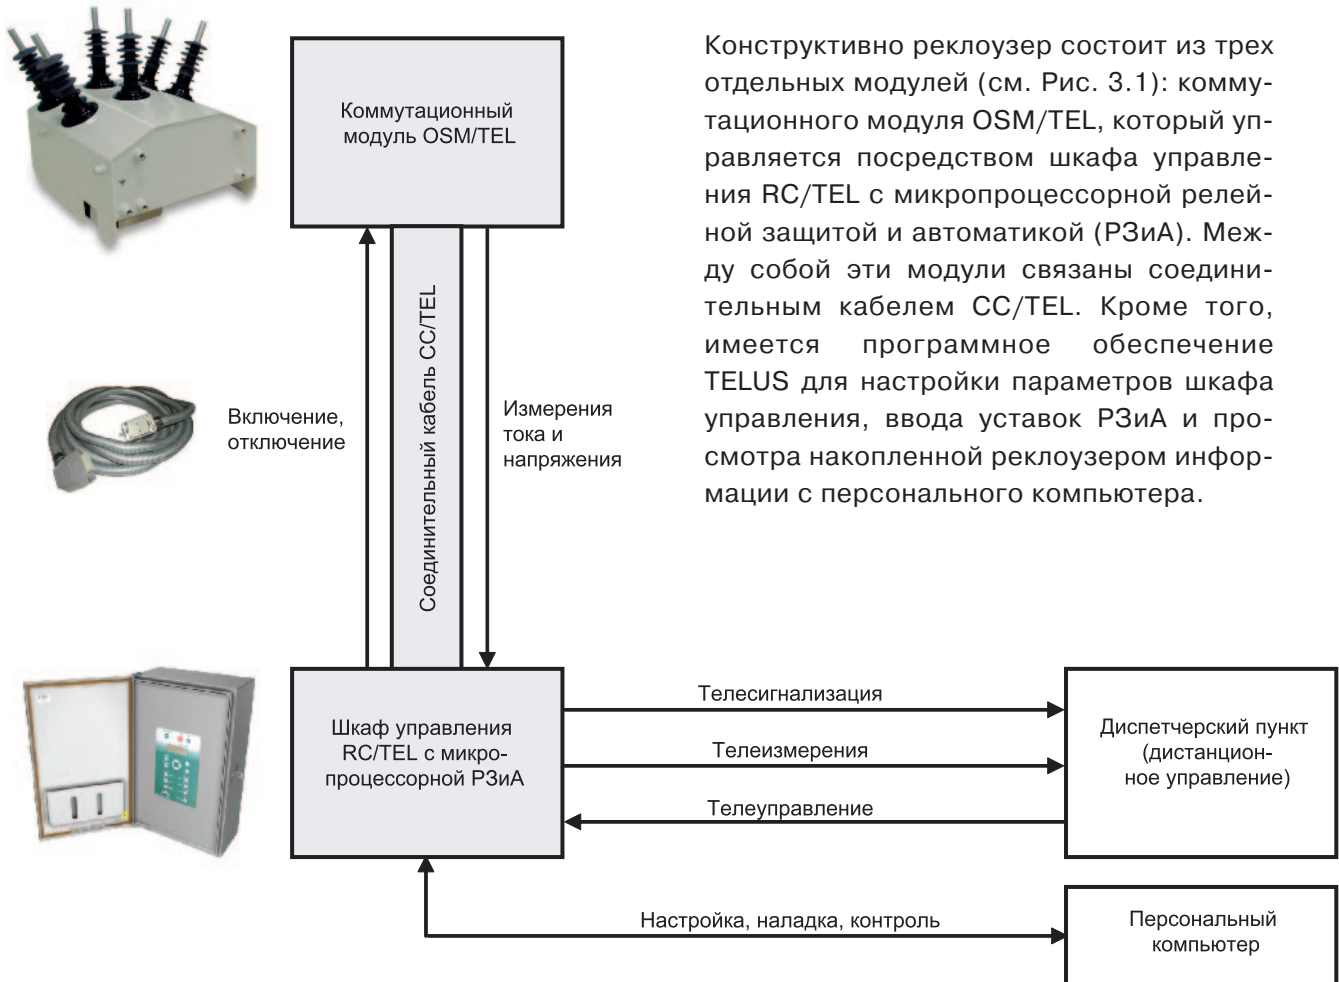 Конструктивно реклоузер состоит из трех
отдельных модулей (см. Рис. 3.1): комму-
тационного модуля OSM/TEL, который уп-
равляется посредством шкафа управле-
ния RC/TEL с микропроцессорной релей-
ной защитой и автоматикой (РЗиА). Меж-
ду собой эти модули связаны соедини-
тельным кабелем CC/TEL. Кроме того,
имеется программное обеспечение
TELUS для настройки параметров шкафа
управления, ввода уставок РЗиА и про-
смотра накопленной реклоузером инфор-
мации с персонального компьютера.
Коммутационный
модуль OSM/TEL
Соединительный кабель CC/TEL
Включение,
отключение
Измерения
тока и
напряжения
Шкаф управления
RC/TEL с микро-
процессорной РЗиА
Телесигнализация
Телеизмерения
Телеуправление
Диспетчерский пункт
(дистанцион-
ное управление)
Настройка, наладка, контроль
Персональный
компьютер